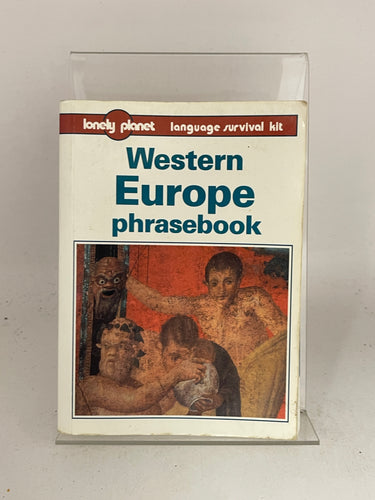 lonely planet language survival kit
Western
Europe
phrasebook